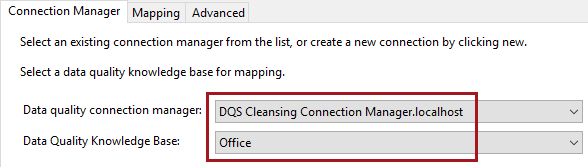 Connection Manager Mapping Advanced
Select an existing connection manager from the list, or create a new connection by clicking new.
Select a data quality knowledge base for mapping.
Data quality connection manager: DQS Cleansing Connection Manager.localhost
Data Quality Knowledge Base: Office